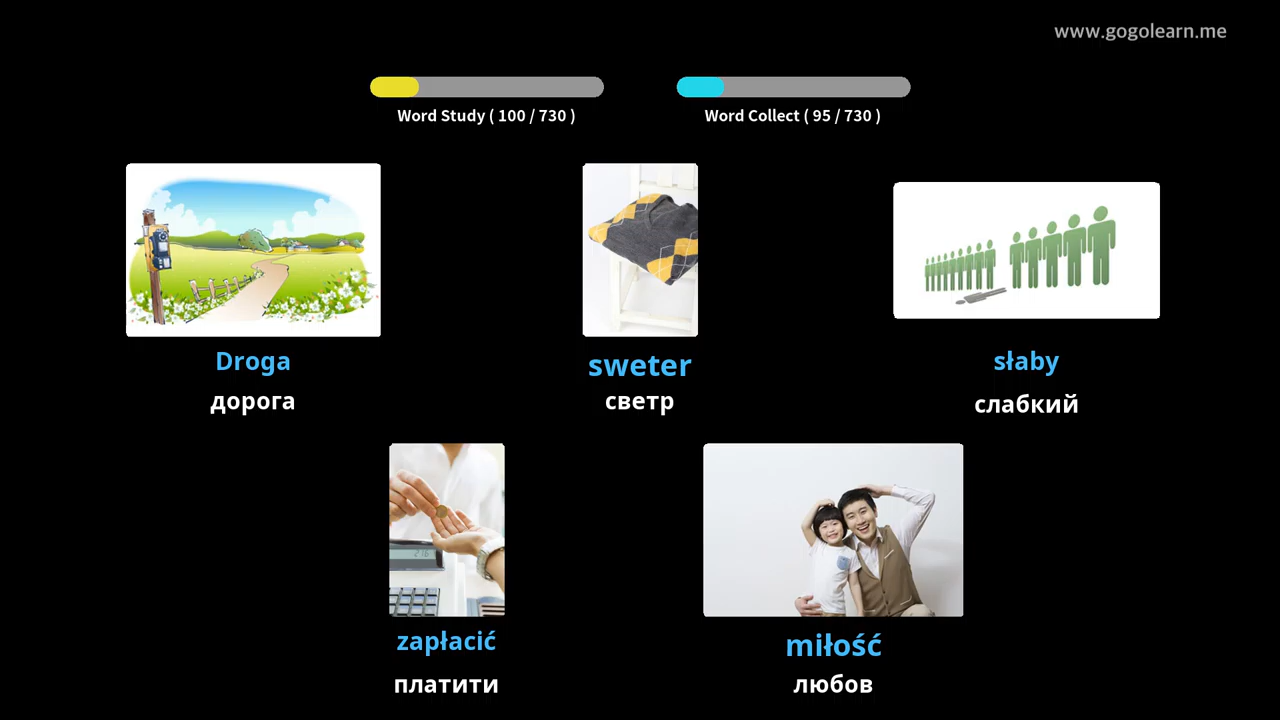 www.gogolearn.me
Word Study ( 100 / 730 )
Word Collect ( 95 / 730 )
Droga
дорога
sweter
светр
słaby
слабкий
zapłacić
платити
miłość
любов